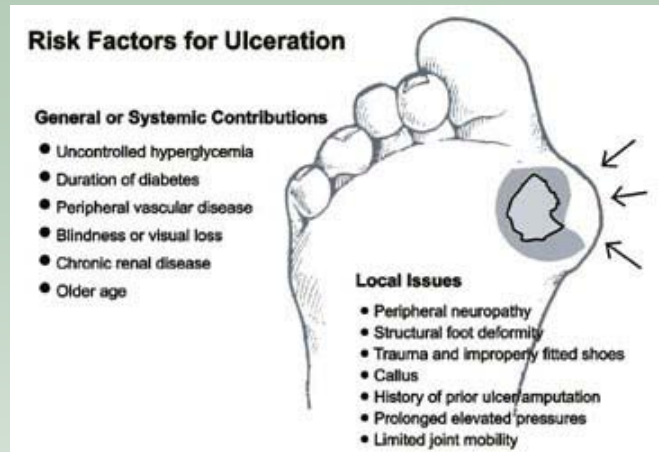 Risk Factors for Ulceration
General or Systemic Contributions
● Uncontrolled hyperglycemia
● Duration of diabetes
● Peripheral vascular disease
● Blindness or visual loss
● Chronic renal disease
● Older age
Local Issues
● Peripheral neuropathy
● Structural foot deformity
● Trauma and improperly fitted shoes
● Callus
● History of prior ulcer/amputation
● Prolonged elevated pressures
● Limited joint mobility